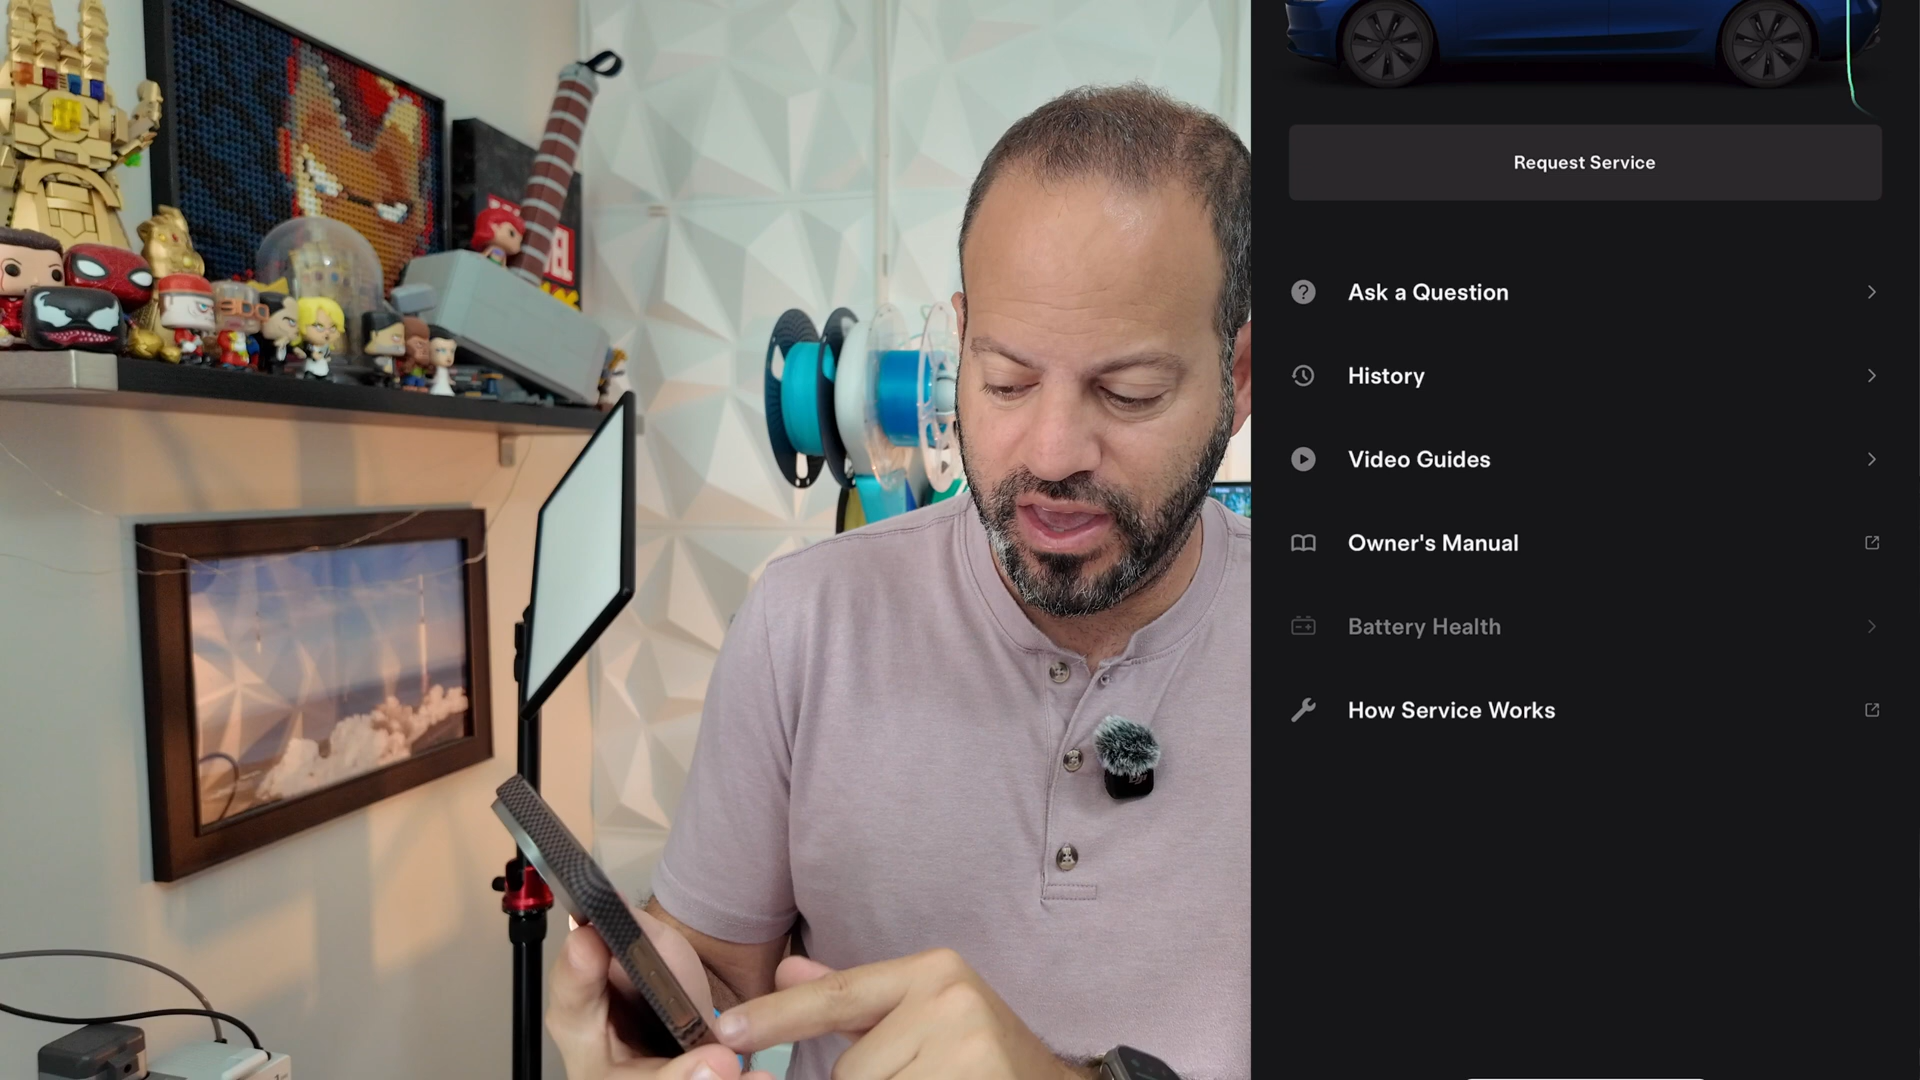 Request Service
Ask a Question
History
Video Guides
Owner's Manual
Battery Health
How Service Works